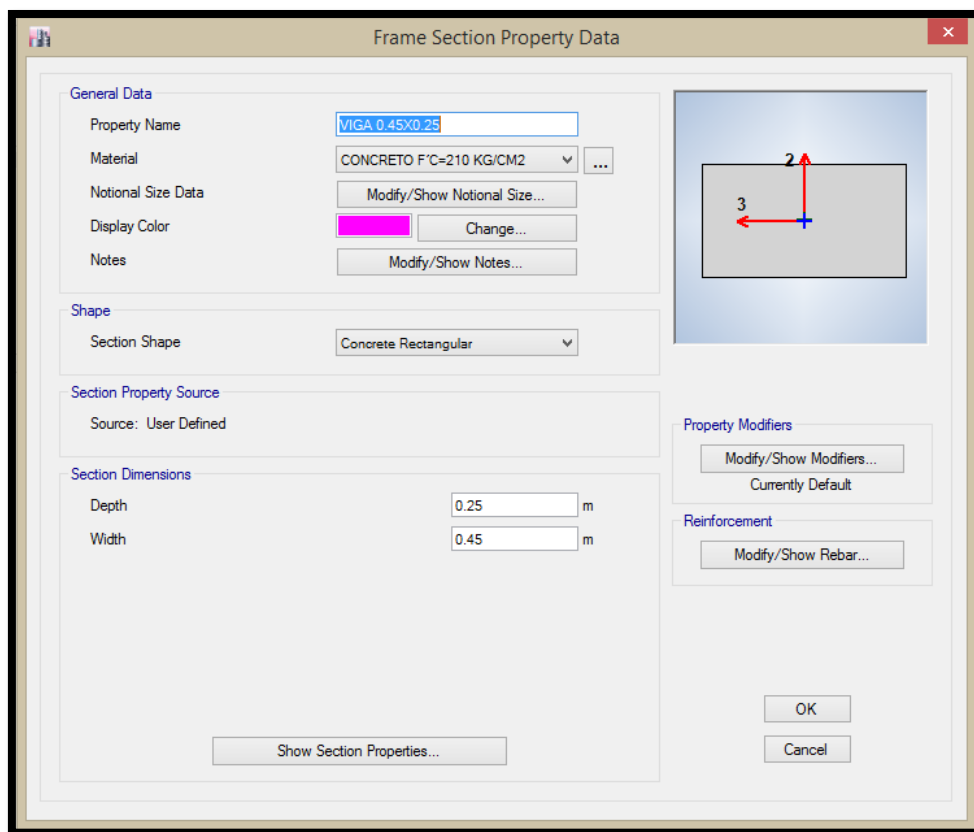 Frame Section Property Data
General Data
Property Name VIGA 0.45X0.25
Material CONCRETO F´C=210 KG/CM2 ...
Notional Size Data Modify/Show Notional Size...
Display Color Change...
Notes Modify/Show Notes...
Shape
Section Shape Concrete Rectangular
Section Property Source
Source: User Defined
Section Dimensions
Depth 0.25 m
Width 0.45 m
Show Section Properties...
2
3
Property Modifiers
Modify/Show Modifiers...
Currently Default
Reinforcement
Modify/Show Rebar...
OK
Cancel